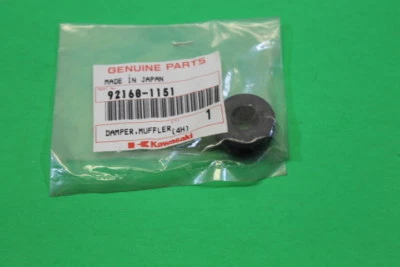 GENUINE PARTS
MADE IN JAPAN
92160-1151
1
DAMPER,MUFFLER(4H)
Kawasaki